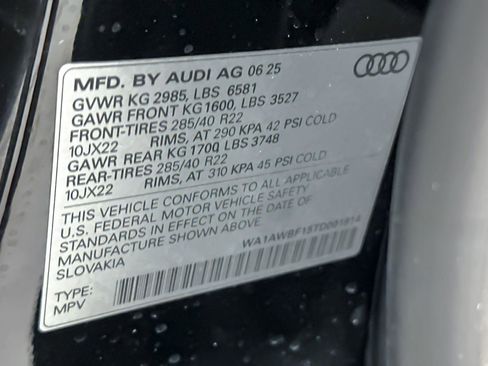 MFD. BY AUDI AG 06 25
GVWR KG 2985, LBS 6581
GAWR FRONT KG 1600, LBS 3527
FRONT-TIRES 285/40 R22
10JX22 RIMS, AT 290 KPA 42 PSI COLD
GAWR REAR KG 1700 LBS 3748
REAR-TIRES 285/40 R22
10JX22 RIMS, AT 310 KPA 45 PSI COLD
THIS VEHICLE CONFORMS TO ALL APPLICABLE
U.S. FEDERAL MOTOR VEHICLE SAFETY
STANDARDS IN EFFECT ON THE DATE OF
MANUFACTURE SHOWN ABOVE
SLOVAKIA
TYPE:
MPV